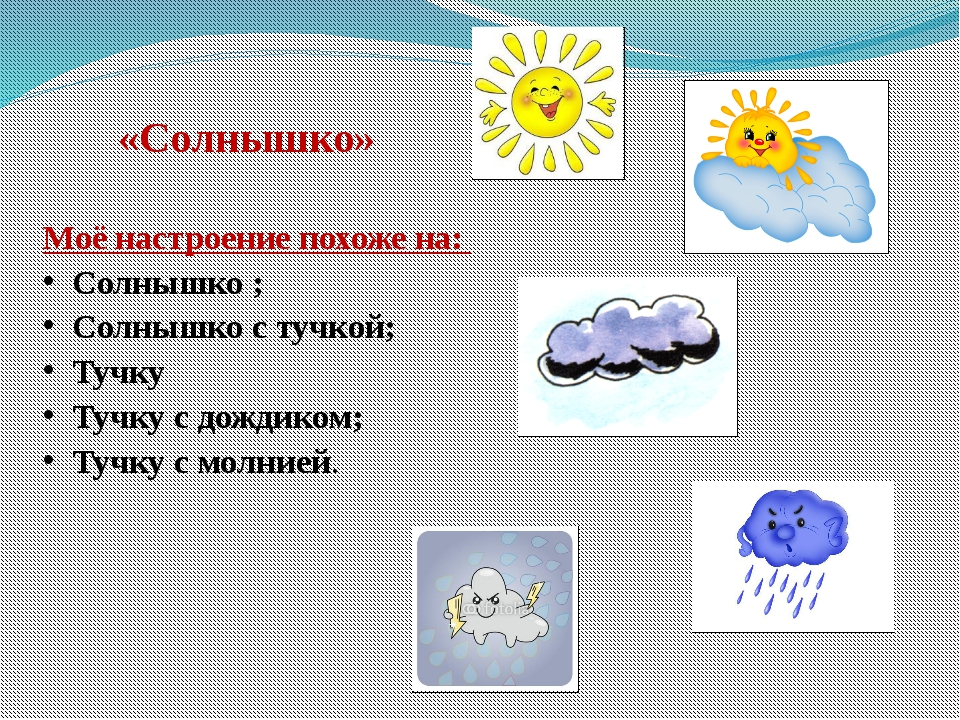 «Солнышко»
Моё настроение похоже на:
• Солнышко ;
• Солнышко с тучкой;
• Тучку
• Тучку с дождиком;
• Тучку с молнией.